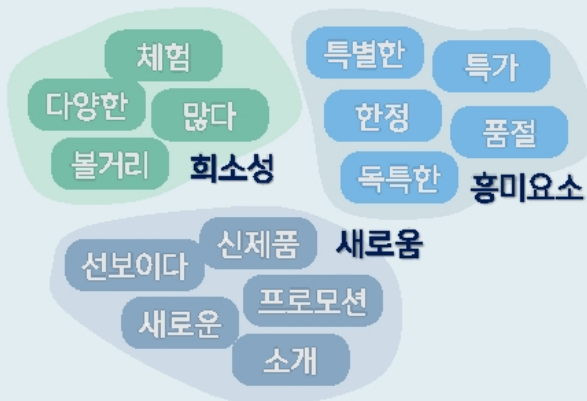 체험
다양한
많다
볼거리
희소성
특별한
특가
한정
품절
독특한
흥미요소
신제품
새로움
선보이다
프로모션
새로운
소개